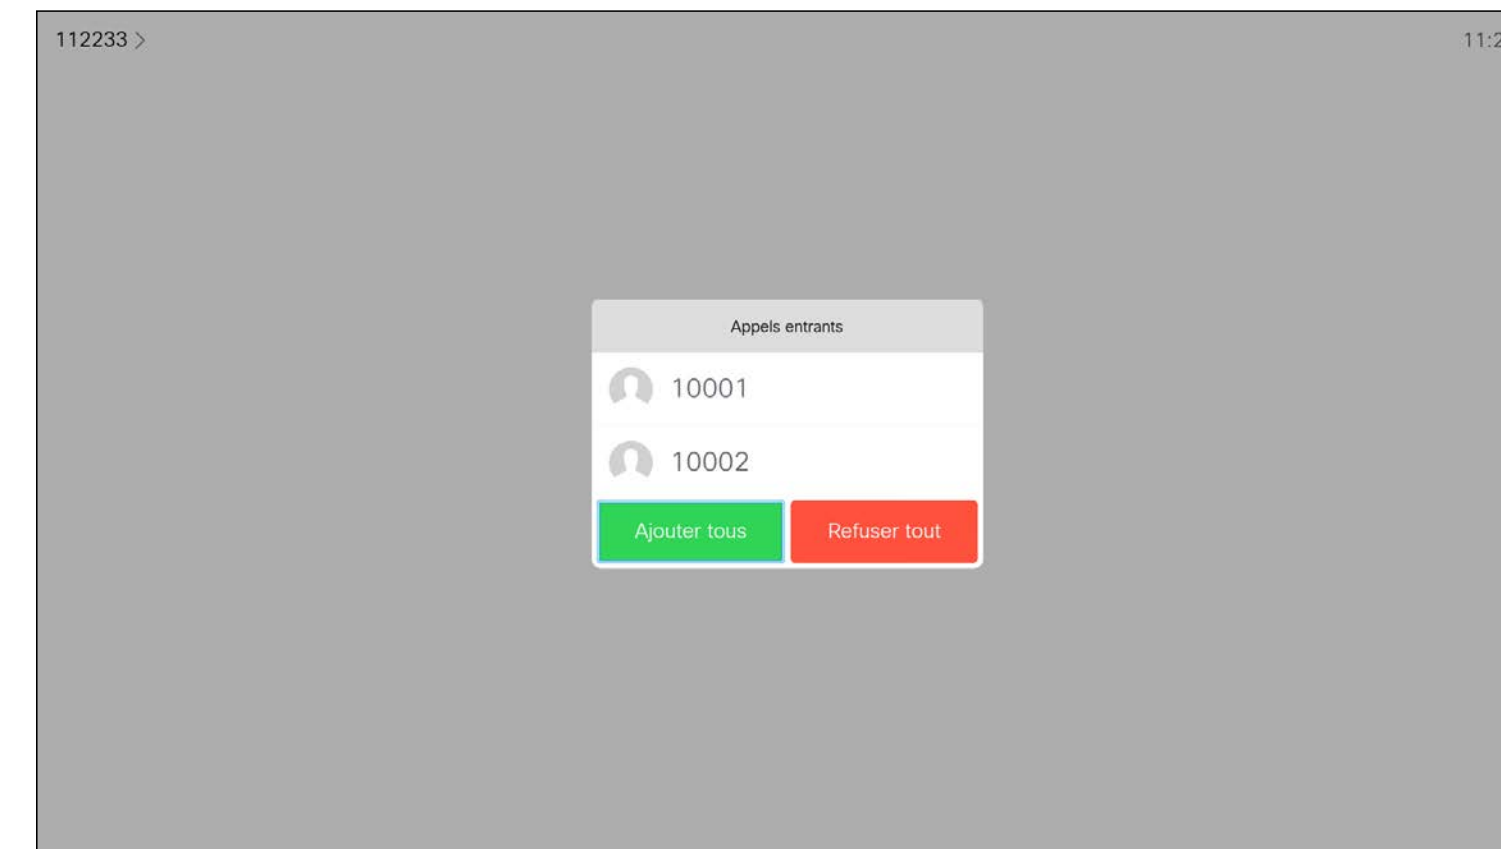 112233 >
Appels entrants
10001
10002
Ajouter tous
Refuser tout